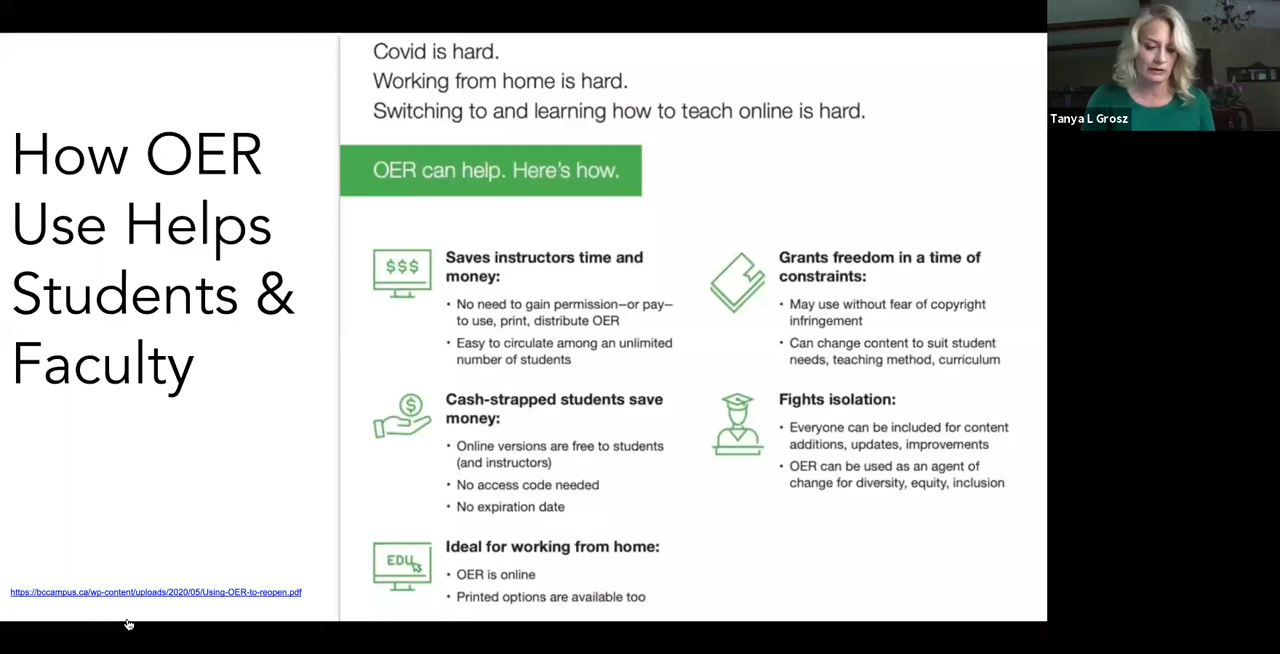 How OER
Use Helps
Students &
Faculty
https://bccampus.ca/wp-content/uploads/2020/05/Using-OER-to-reopen.pdf
Covid is hard.
Working from home is hard.
Switching to and learning how to teach online is hard.
OER can help. Here's how.
$$$
Saves instructors time and
money:
• No need to gain permission—or pay—
to use, print, distribute OER
• Easy to circulate among an unlimited
number of students
$
Cash-strapped students save
money:
• Online versions are free to students
(and instructors)
• No access code needed
• No expiration date
EDU
Ideal for working from home:
• OER is online
• Printed options are available too
Grants freedom in a time of
constraints:
• May use without fear of copyright
infringement
• Can change content to suit student
needs, teaching method, curriculum
Fights isolation:
• Everyone can be included for content
additions, updates, improvements
• OER can be used as an agent of
change for diversity, equity, inclusion
Tanya L Grosz